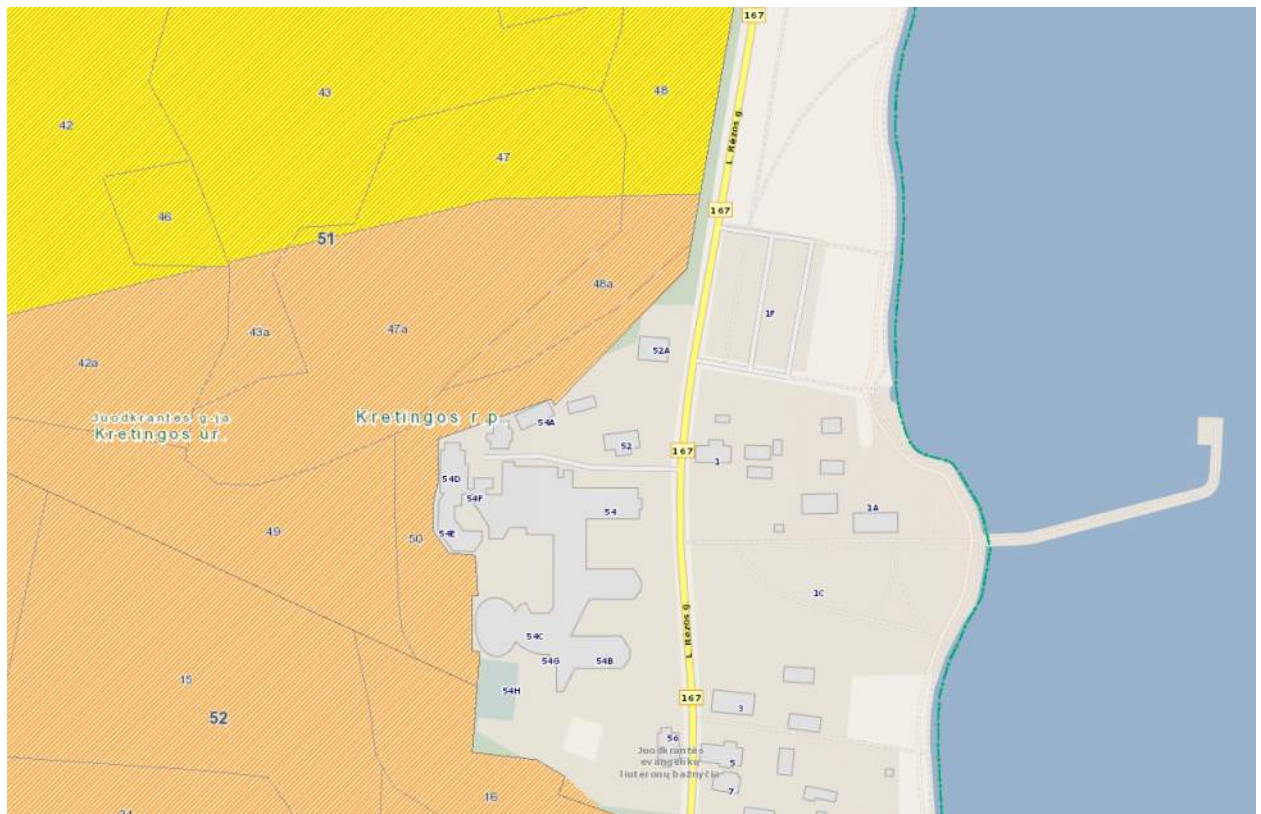 167
43
48
42
L. Rėzos g.
47
167
46
51
48a
1F
43a
47a
52A
42a
Juodkrantės g-ja
Kretingos ur.
Kretingos r.p.
54A
52
167
1
54D
54F
54
1A
49
50
54E
1C
L. Rėzos g.
54C
54G
54B
15
54H
52
167
3
56
Juodkrantės
evangelikų
liuteronų bažnyčia
5
7
16